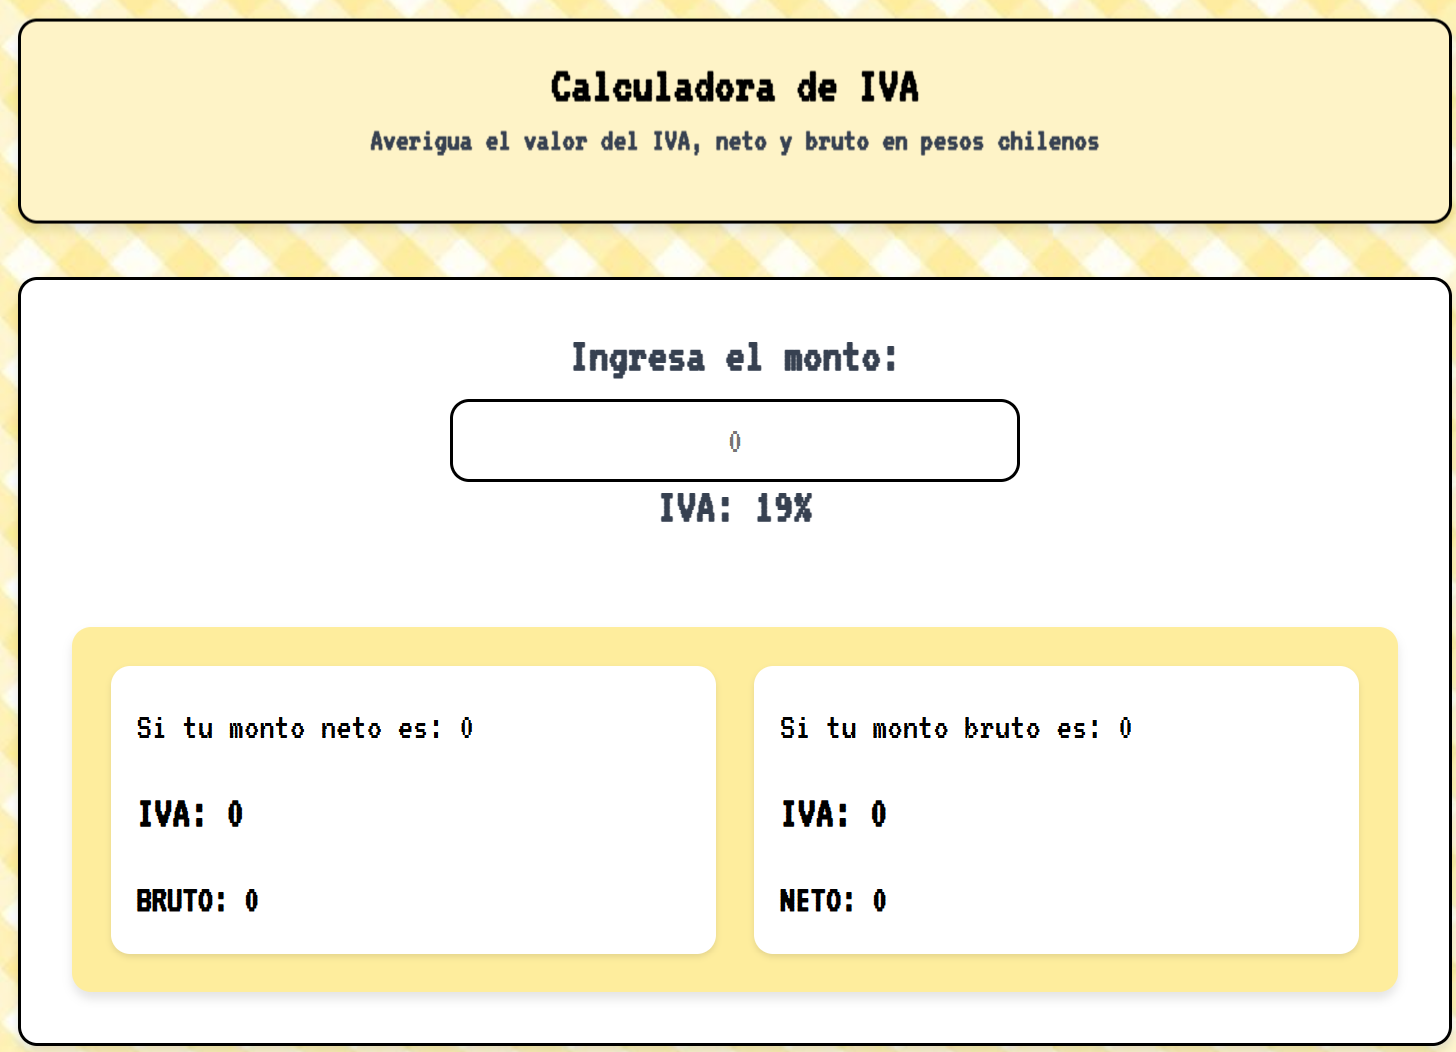 Calculadora de IVA
Averigua el valor del IVA, neto y bruto en pesos chilenos
Ingresa el monto:
0
IVA: 19%
Si tu monto neto es: 0
IVA: 0
BRUTO: 0
Si tu monto bruto es: 0
IVA: 0
NETO: 0